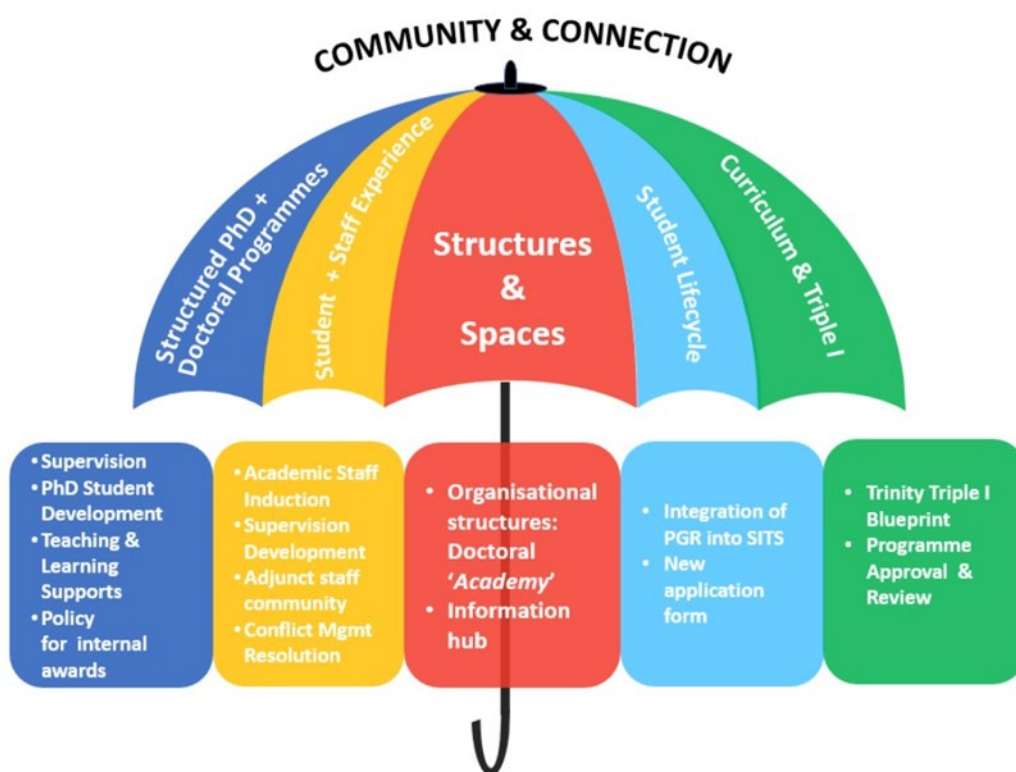 COMMUNITY & CONNECTION
Structured PhD +
Doctoral Programmes
Student + Staff Experience
Structures
&
Spaces
Student Lifecycle
Curriculum & Triple I
• Supervision
• PhD Student
Development
• Teaching &
Learning
Supports
• Policy
for internal
awards
• Academic Staff
Induction
• Supervision
Development
• Adjunct staff
community
• Conflict Mgmt
Resolution
• Organisational
structures:
Doctoral
‘Academy’
• Information
hub
• Integration of
PGR into SITS
• New
application
form
• Trinity Triple I
Blueprint
• Programme
Approval &
Review